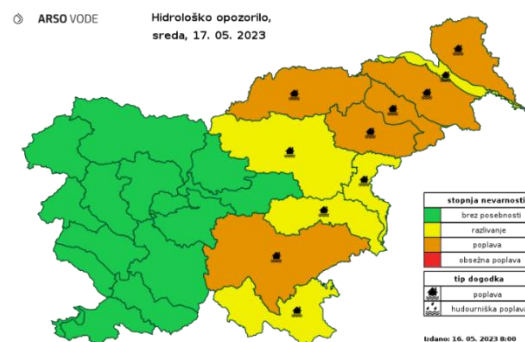 ARSO VODE
Hidrološko opozorilo,
sreda, 17. 05. 2023
stopnja nevarnosti
brez posebnosti
razlivanje
poplava
obsežna poplava
tip dogodka
poplava
hudourniška poplava
Izdano: 16. 05. 2023 8:00